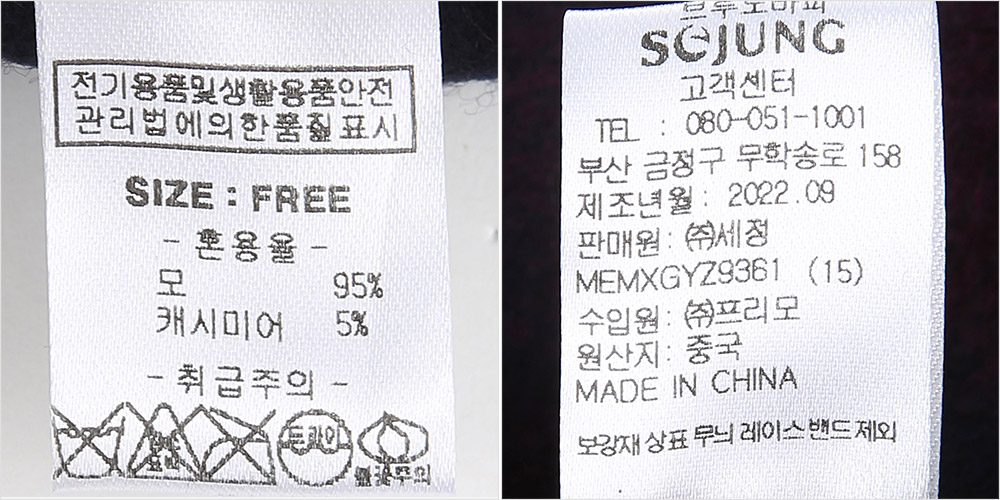 전기용품및생활용품안전
관리법에의한품질표시
SIZE : FREE
- 혼용율 -
모 95%
캐시미어 5%
- 취급주의 -
드라이
브루노바피
SEJUNG
고객센터
TEL : 080-051-1001
부산 금정구 무학송로 158
제조년월 : 2022.09
판매원 : ㈜세정
MEMXGYZ9361 (15)
수입원 : ㈜프리모
원산지 : 중국
MADE IN CHINA
보강재 상표 무늬 레이스 밴드 제외